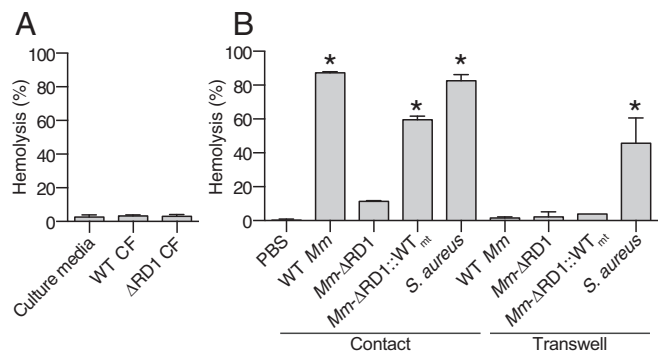 A
B
Hemolysis (%)
100
80
60
40
20
0
Culture media
WT CF
ΔRD1 CF
Hemolysis (%)
100
80
60
40
20
0
*
*
*
*
PBS
WT Mm
Mm-ΔRD1
Mm-ΔRD1::WTmt
S. aureus
WT Mm
Mm-ΔRD1
Mm-ΔRD1::WTmt
S. aureus
Contact
Transwell